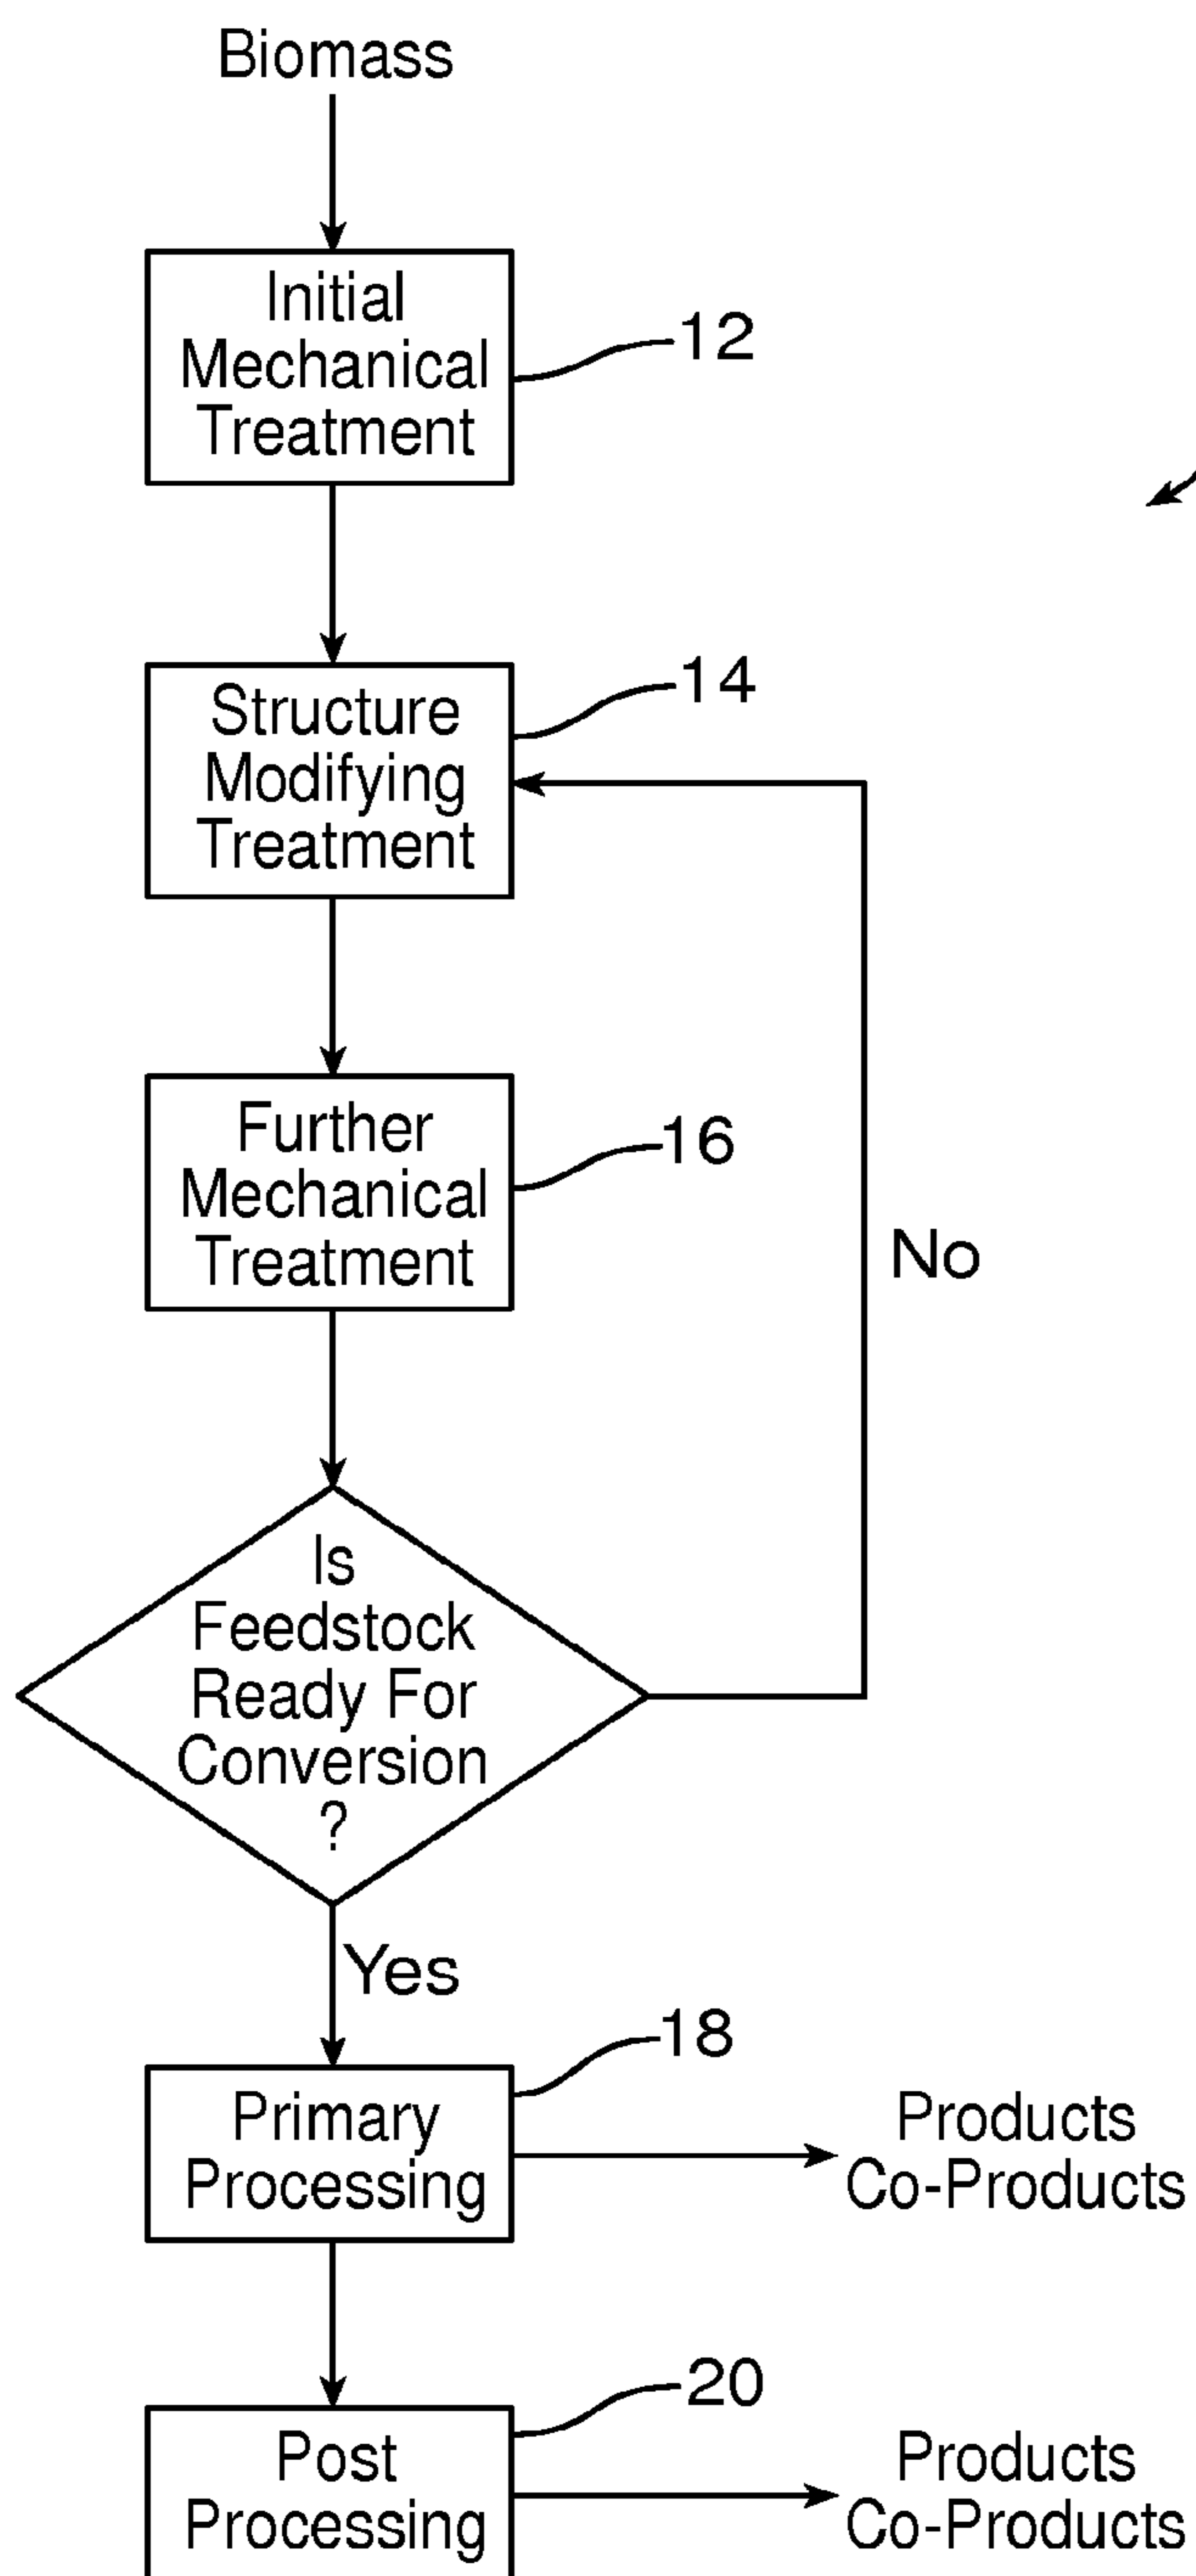 Biomass
Initial
Mechanical
Treatment
12
Structure
Modifying
Treatment
14
Further
Mechanical
Treatment
16
No
Is
Feedstock
Ready For
Conversion
?
Yes
18
Primary
Processing
Products
Co-Products
20
Post
Processing
Products
Co-Products